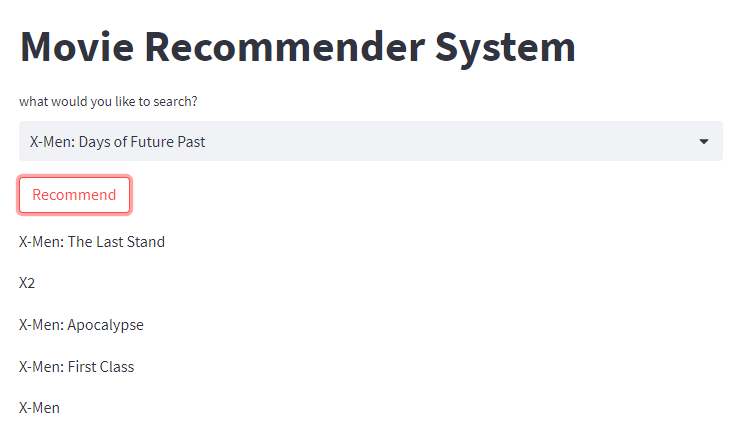 Movie Recommender System
what would you like to search?
X-Men: Days of Future Past
Recommend
X-Men: The Last Stand
X2
X-Men: Apocalypse
X-Men: First Class
X-Men